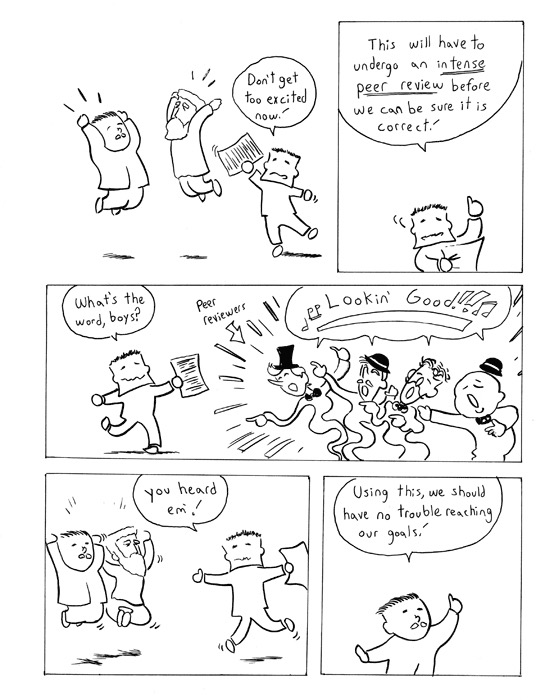 Don't get
too excited
now!
This will have to
undergo an intense
peer review before
we can be sure it is
correct!
What's the
word, boys?
Peer
reviewers
Lookin' Good!
you heard
em!
Using this, we should
have no trouble reaching
our goals!